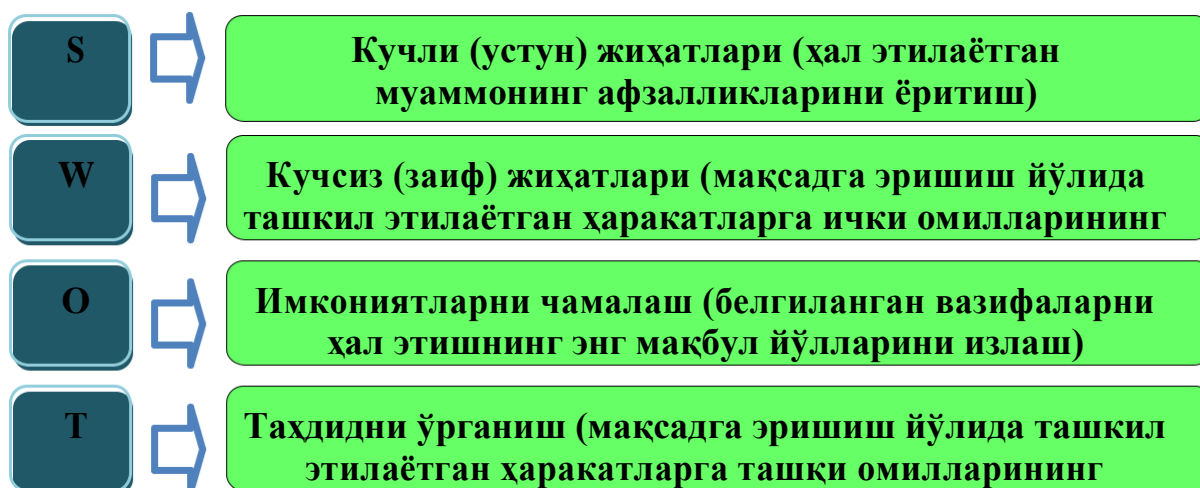 S
Кучли (устун) жиҳатлари (ҳал этилаётган
муаммонинг афзалликларини ёритиш)
W
Кучсиз (заиф) жиҳатлари (мақсадга эришиш йўлида
ташкил этилаётган ҳаракатларга ички омилларининг
O
Имкониятларни чамалаш (белгиланган вазифаларни
ҳал этишнинг энг мақбул йўлларини излаш)
T
Таҳдидни ўрганиш (мақсадга эришиш йўлида ташкил
этилаётган ҳаракатларга ташқи омилларининг